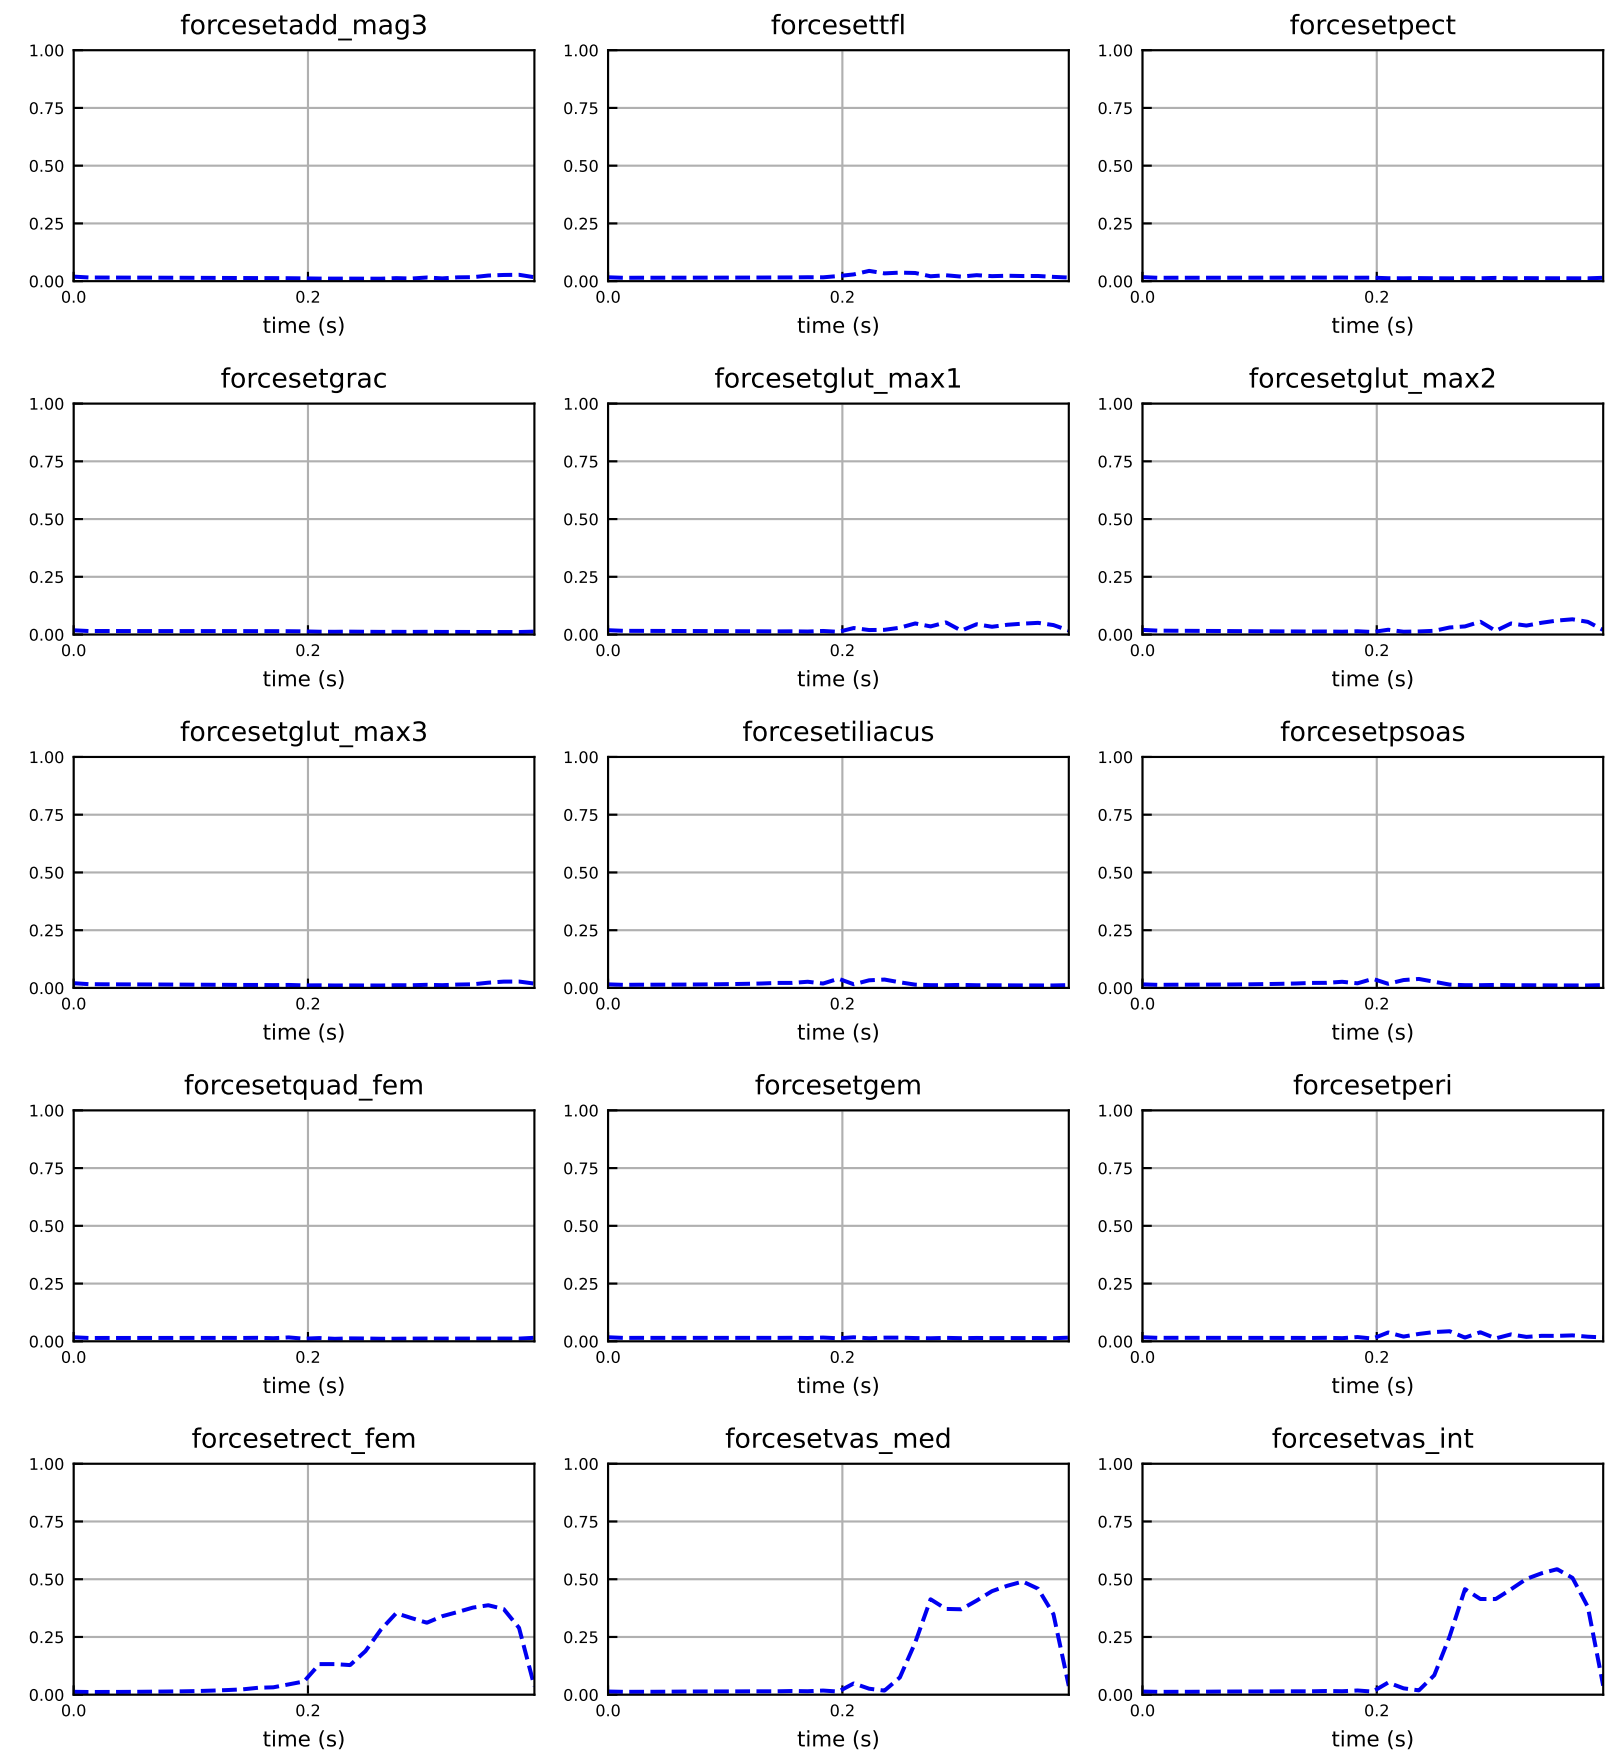 forcesetadd_mag3 forcesettfl forcesetpect
1.00 1.00 1.00
0.75 0.75 0.75
0.50 0.50 0.50
0.25 0.25 0.25
0.00 0.00 0.00
0.0 0.2 0.0 0.2 0.0 0.2
time (s) time (s) time (s)
forcesetgrac forcesetglut_max1 forcesetglut_max2
1.00 1.00 1.00
0.75 0.75 0.75
0.50 0.50 0.50
0.25 0.25 0.25
0.00 0.00 0.00
0.0 0.2 0.0 0.2 0.0 0.2
time (s) time (s) time (s)
forcesetglut_max3 forcesetiliacus forcesetpsoas
1.00 1.00 1.00
0.75 0.75 0.75
0.50 0.50 0.50
0.25 0.25 0.25
0.00 0.00 0.00
0.0 0.2 0.0 0.2 0.0 0.2
time (s) time (s) time (s)
forcesetquad_fem forcesetgem forcesetperi
1.00 1.00 1.00
0.75 0.75 0.75
0.50 0.50 0.50
0.25 0.25 0.25
0.00 0.00 0.00
0.0 0.2 0.0 0.2 0.0 0.2
time (s) time (s) time (s)
forcesetrect_fem forcesetvas_med forcesetvas_int
1.00 1.00 1.00
0.75 0.75 0.75
0.50 0.50 0.50
0.25 0.25 0.25
0.00 0.00 0.00
0.0 0.2 0.0 0.2 0.0 0.2
time (s) time (s) time (s)